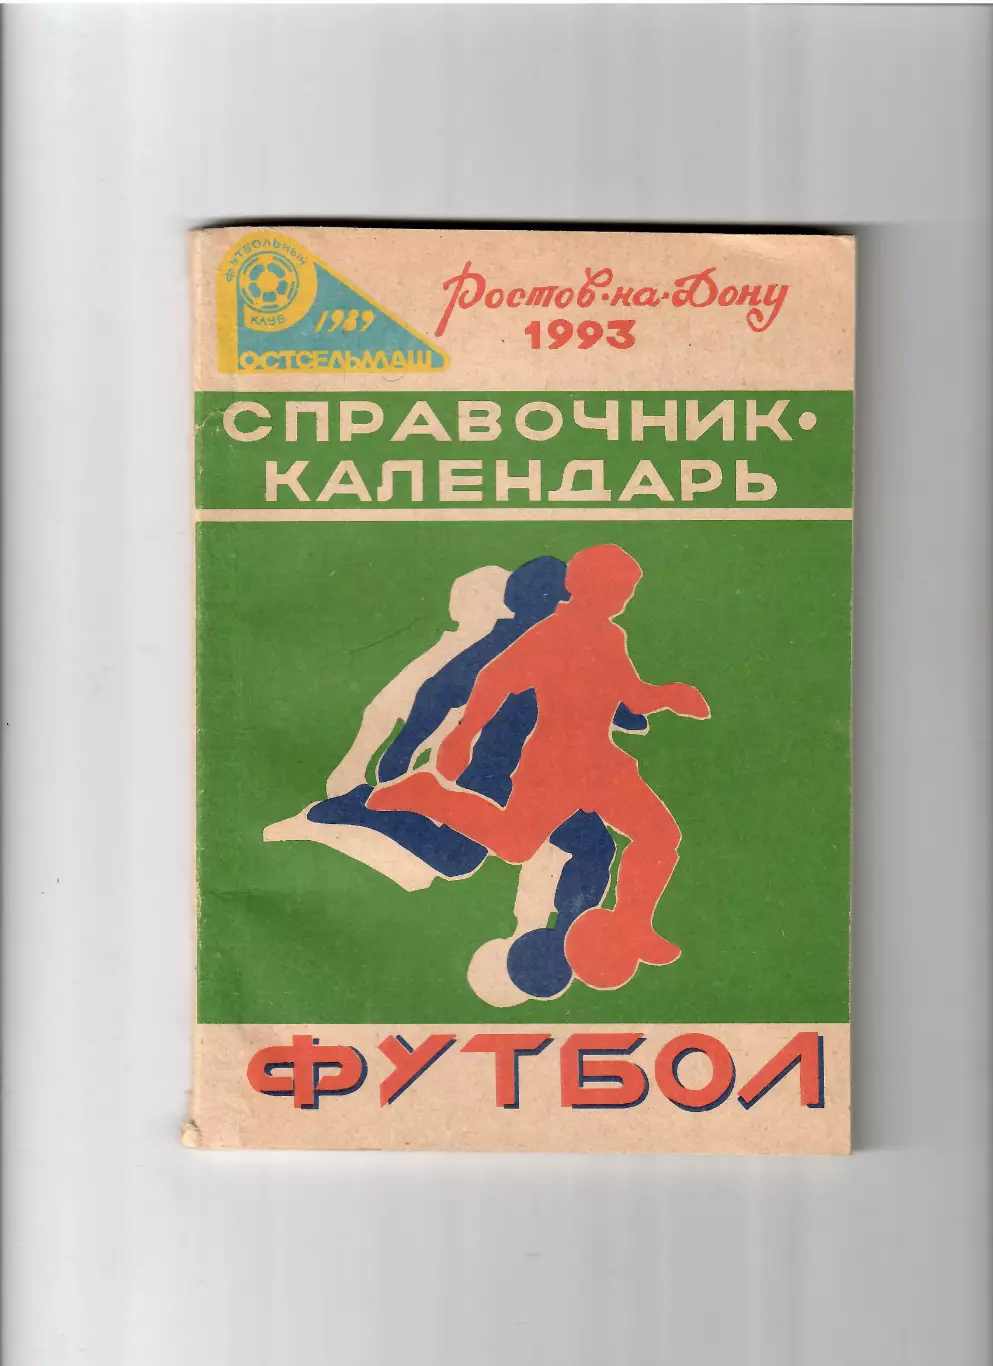 ФУТБОЛЬНЫЙ
КЛУБ
1989
РОСТСЕЛЬМАШ
Ростов-на-Дону
1993
СПРАВОЧНИК•
КАЛЕНДАРЬ
ФУТБОЛ